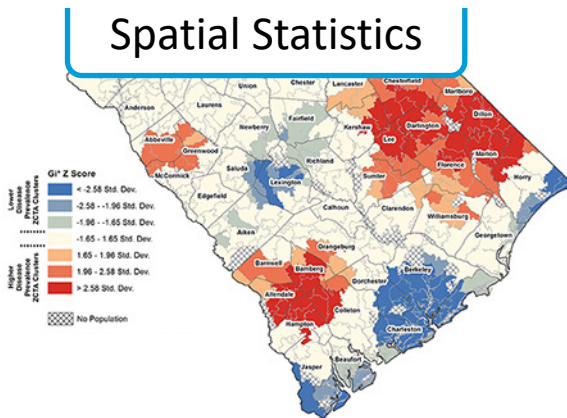 Spatial Statistics
Chester
Lancaster
Chesterfield
Union
Marlboro
Anderson
Laurens
Fairfield
Kershaw
Darlington
Dillon
Newberry
Abbeville
Greenwood
Lee
Richland
Marion
McCormick
Saluda
Lexington
Florence
Sumter
Horry
Edgefield
Calhoun
Clarendon
Williamsburg
Aiken
Georgetown
Orangeburg
Barnwell
Bamberg
Berkeley
Dorchester
Allendale
Colleton
Charleston
Hampton
Beaufort
Jasper
Gi* Z Score
Lower
Disease
Prevalence
ZCTA Clusters
Higher
Disease
Prevalence
ZCTA Clusters
< -2.58 Std. Dev.
-2.58 - -1.96 Std. Dev.
-1.96 - -1.65 Std. Dev.
-1.65 - 1.65 Std. Dev.
1.65 - 1.96 Std. Dev.
1.96 - 2.58 Std. Dev.
> 2.58 Std. Dev.
No Population